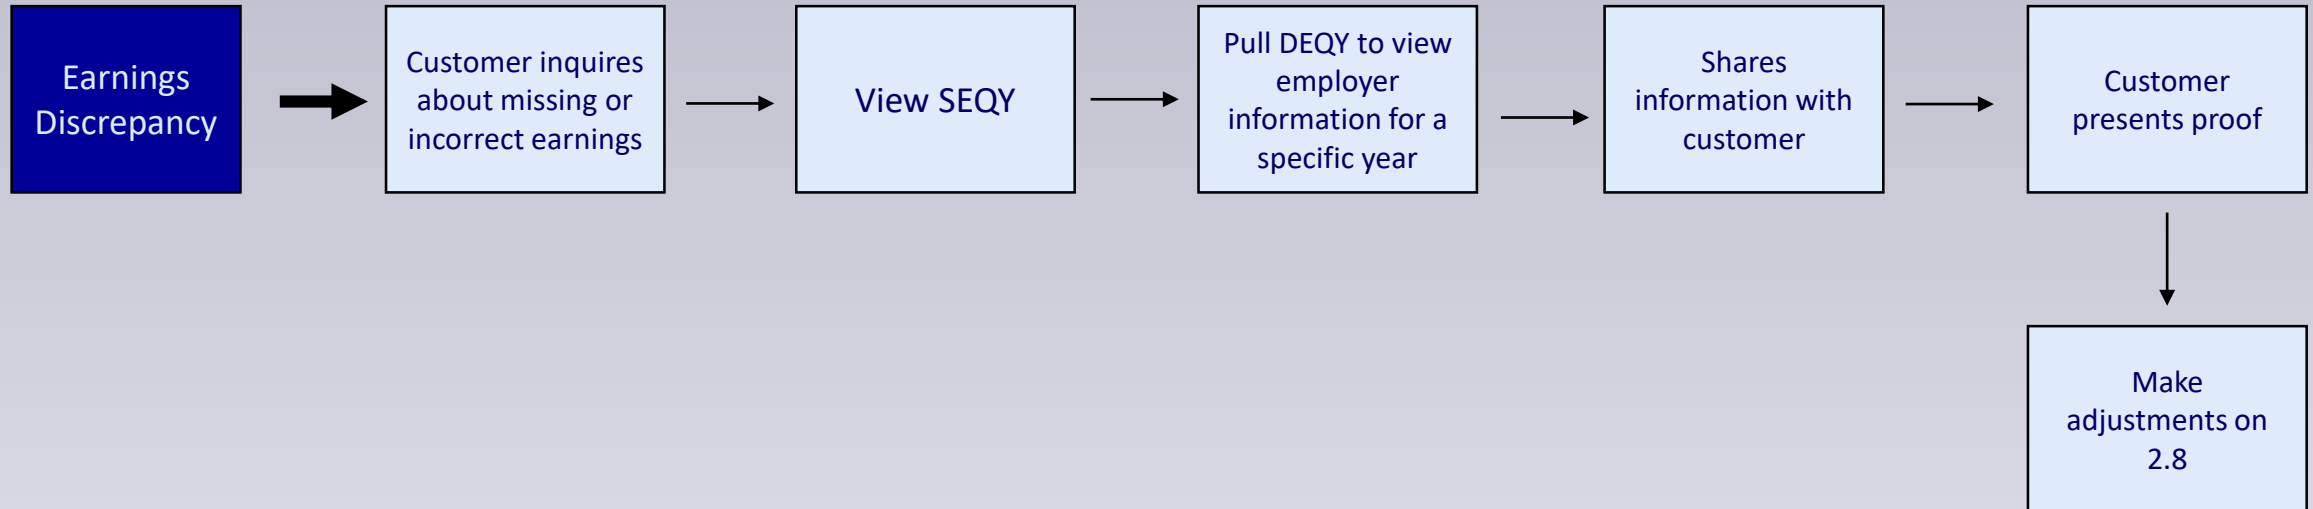 Earnings
Discrepancy
Customer inquires
about missing or
incorrect earnings
View SEQY
Pull DEQY to view
employer
information for a
specific year
Shares
information with
customer
Customer
presents proof
Make
adjustments on
2.8